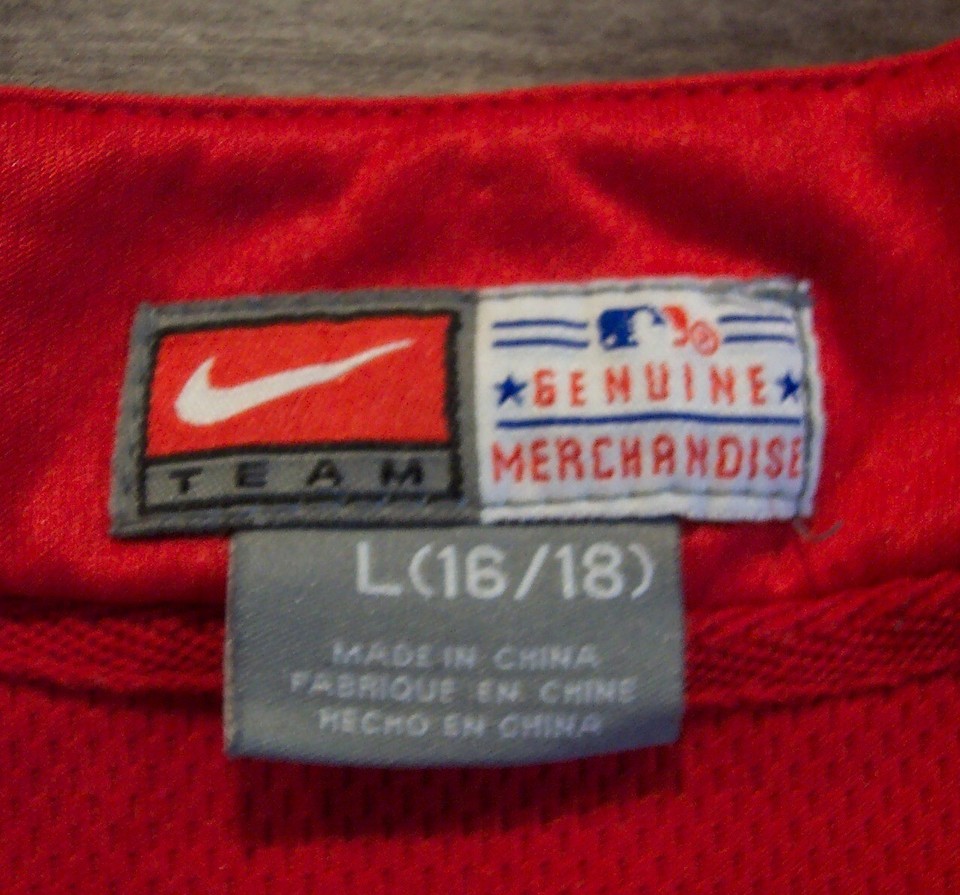 TEAM
GENUINE
MERCHANDISE
L(16/18)
MADE IN CHINA
FABRIQUE EN CHINE
HECHO EN CHINA